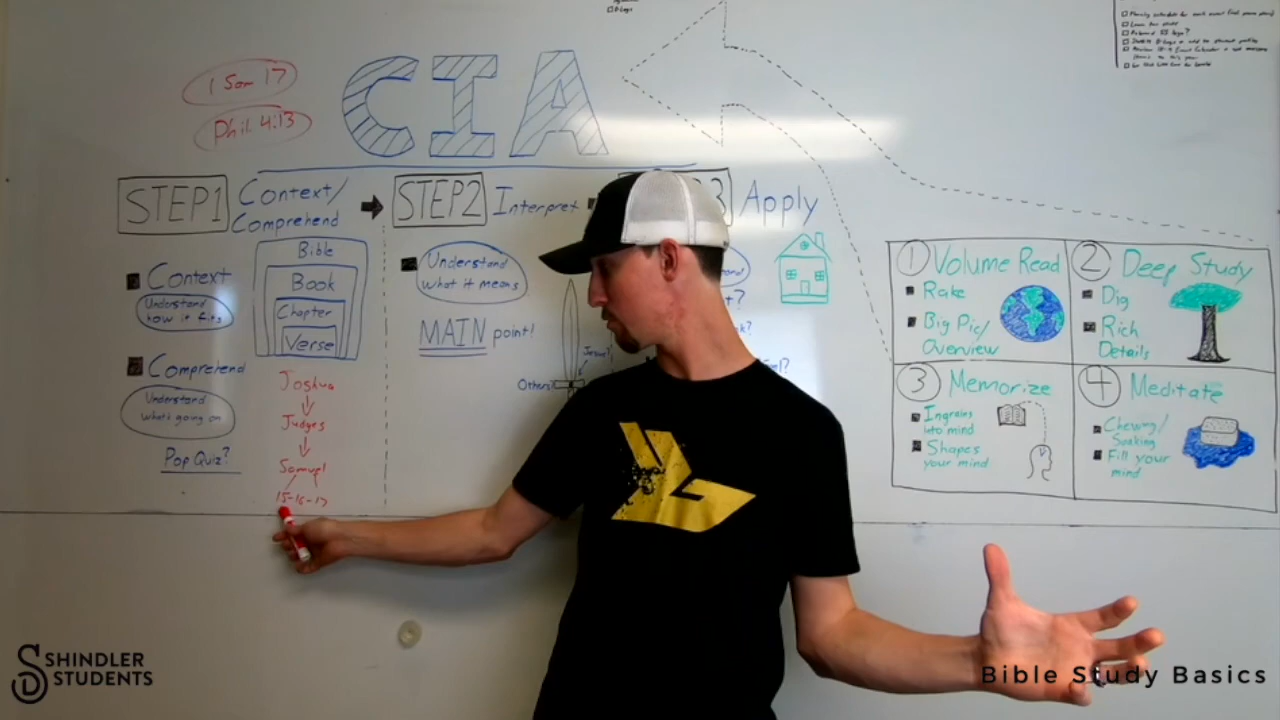 1 Sam 17
Phil. 4:13
CIA
STEP1
Context/
Comprehend
STEP2
Interpret
3
Apply
Context
Understand
how it fits
Comprehend
Understand
what's going on
Pop Quiz?
Bible
Book
Chapter
Verse
Joshua
Judges
Samuel
15-16-17
Understand
what it means
MAIN point!
Jesus?
Others?
1 Volume Read
Rake
Big Pic/
Overview
2 Deep Study
Dig
Rich
Details
3 Memorize
Ingrains
into mind
Shapes
your mind
4 Meditate
Chewing/
Soaking
Fill your
mind
SHINDLER
STUDENTS
Bible Study Basics